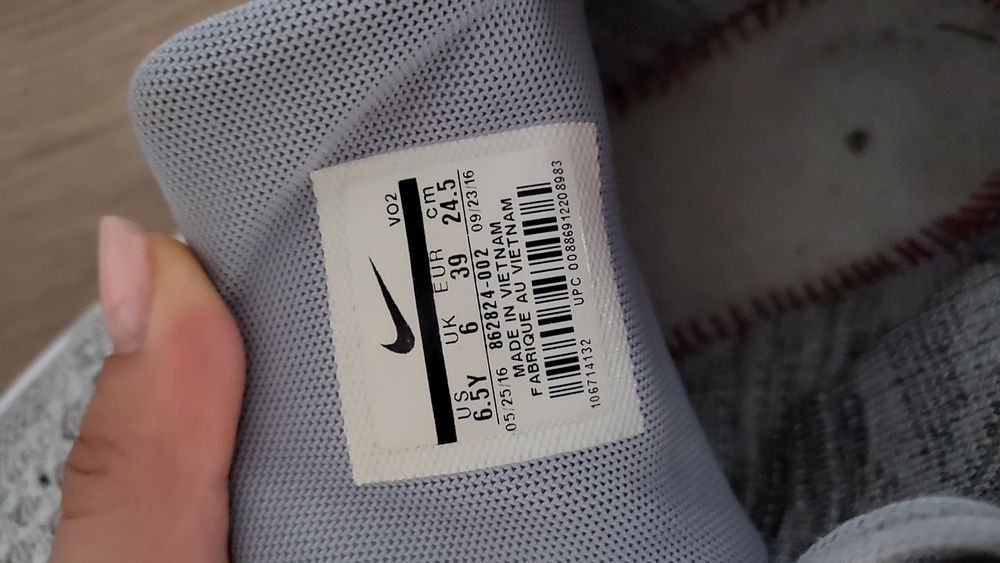 VO2
US UK EUR cm
6.5Y 6 39 24.5
05/25/16 862824-002 09/23/16
MADE IN VIETNAM
FABRIQUE AU VIETNAM
UPC 00886912208983
106714132